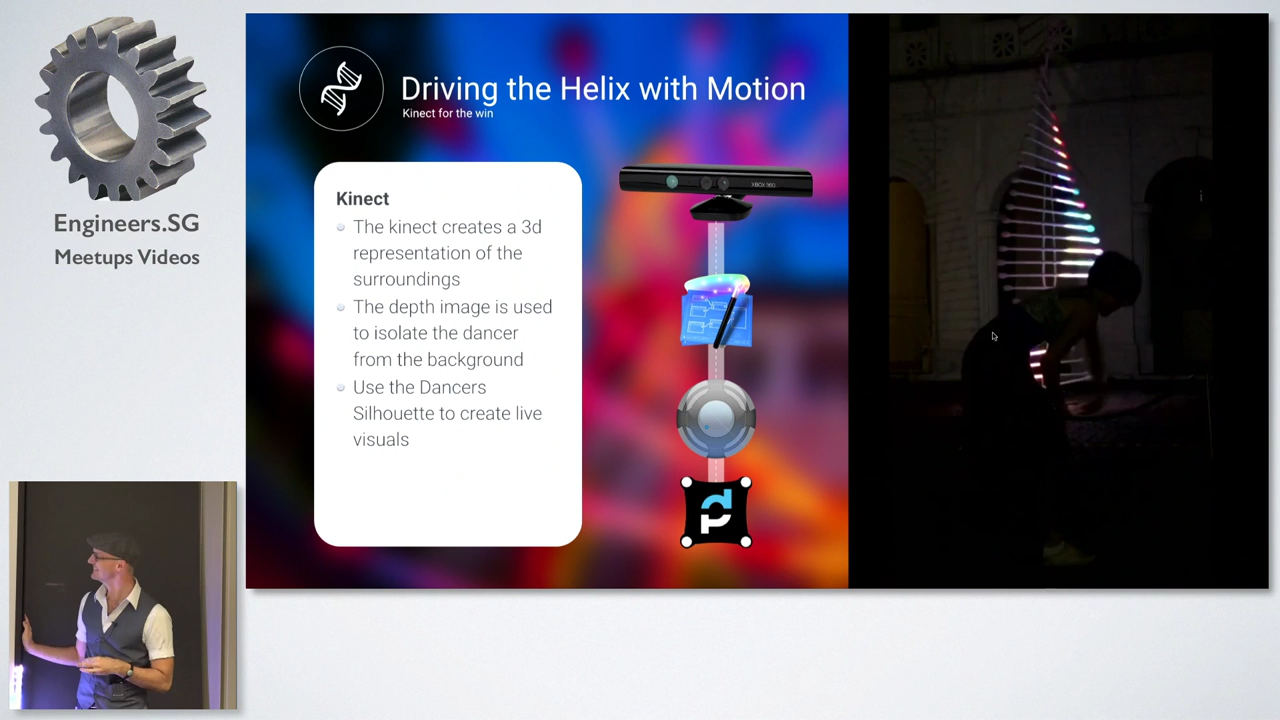 Engineers.SG
Meetups Videos
Driving the Helix with Motion
Kinect for the win
Kinect
The kinect creates a 3d
representation of the
surroundings
The depth image is used
to isolate the dancer
from the background
Use the Dancers
Silhouette to create live
visuals
XBOX 360